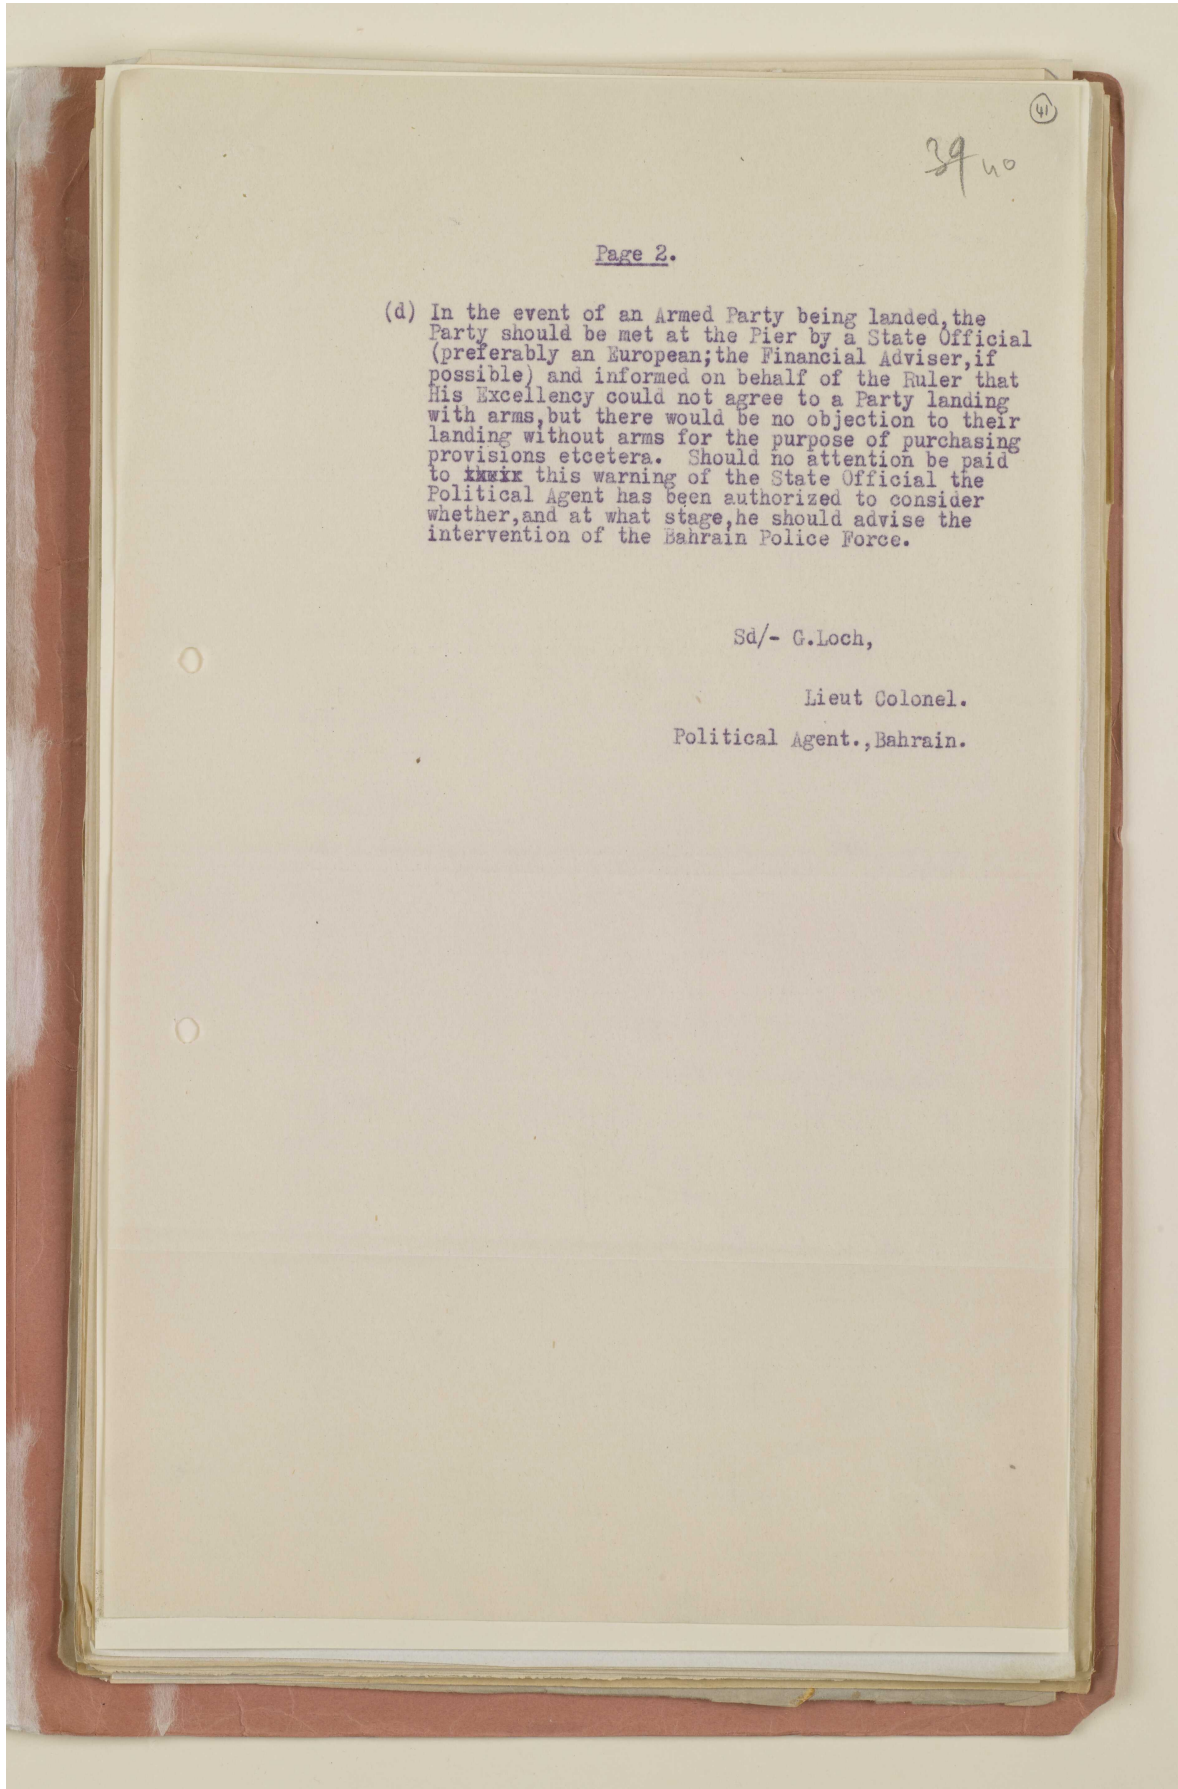 41
39 40
Page 2.
(d) In the event of an Armed Party being landed,the
Party should be met at the Pier by a State Official
(preferably an European;the Financial Adviser,if
possible) and informed on behalf of the Ruler that
His Excellency could not agree to a Party landing
with arms,but there would be no objection to their
landing without arms for the purpose of purchasing
provisions etcetera. Should no attention be paid
to this warning of the State Official the
Political Agent has been authorized to consider
whether,and at what stage,he should advise the
intervention of the Bahrain Police Force.
Sd/- G.Loch,
Lieut Colonel.
Political Agent.,Bahrain.